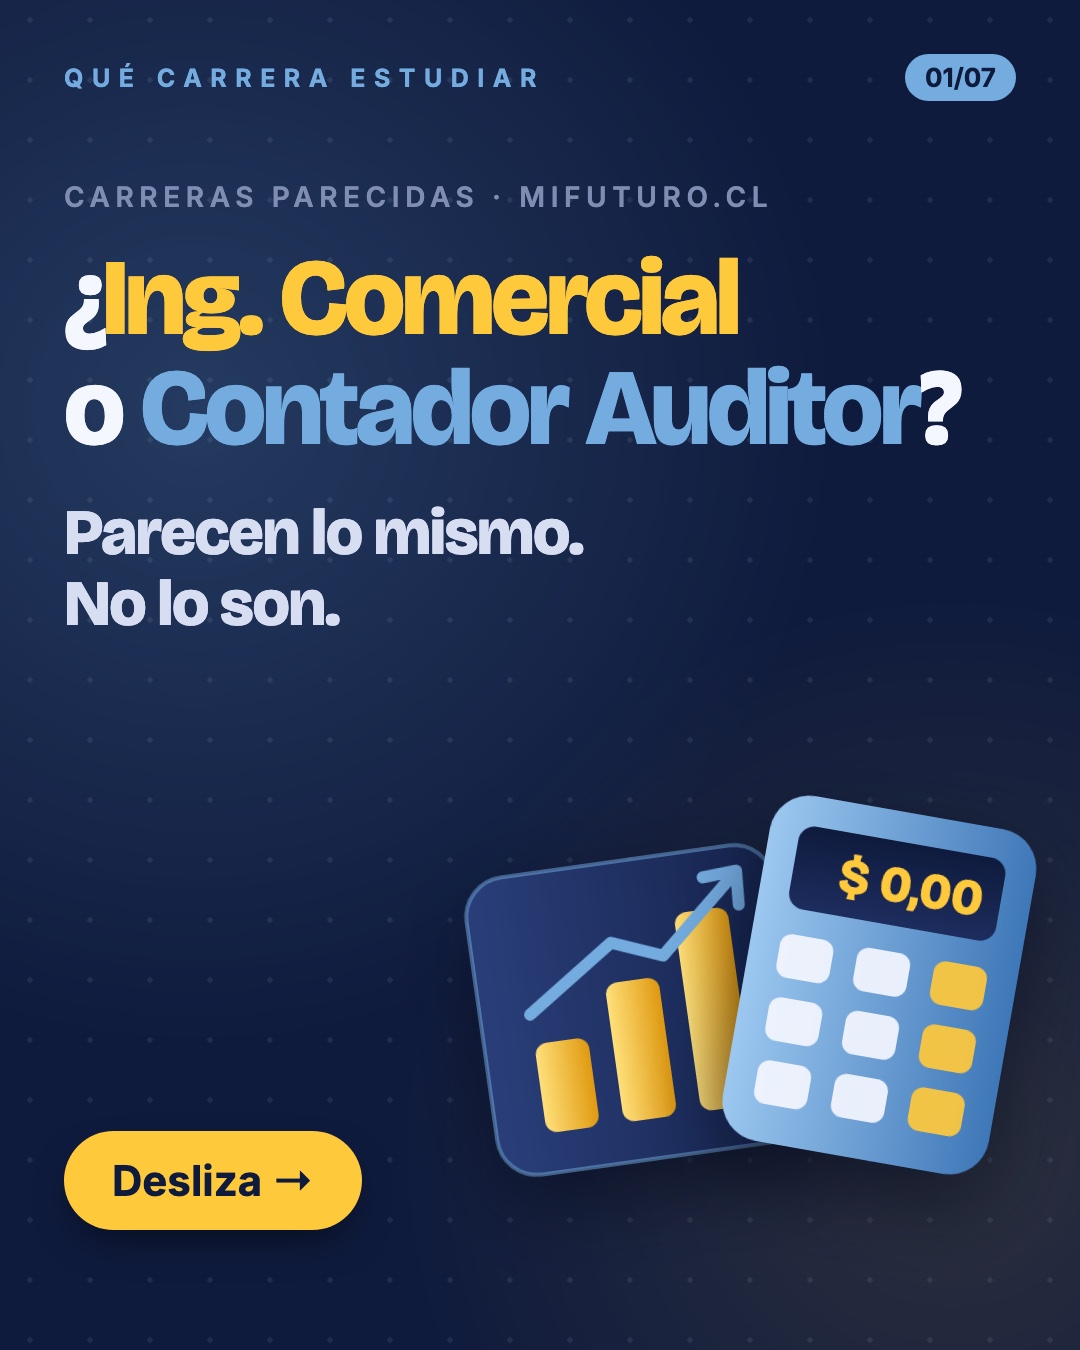 QUÉ CARRERA ESTUDIAR
01/07
CARRERAS PARECIDAS · MIFUTURO.CL
¿Ing. Comercial
o Contador Auditor?
Parecen lo mismo.
No lo son.
$ 0,00
Desliza →